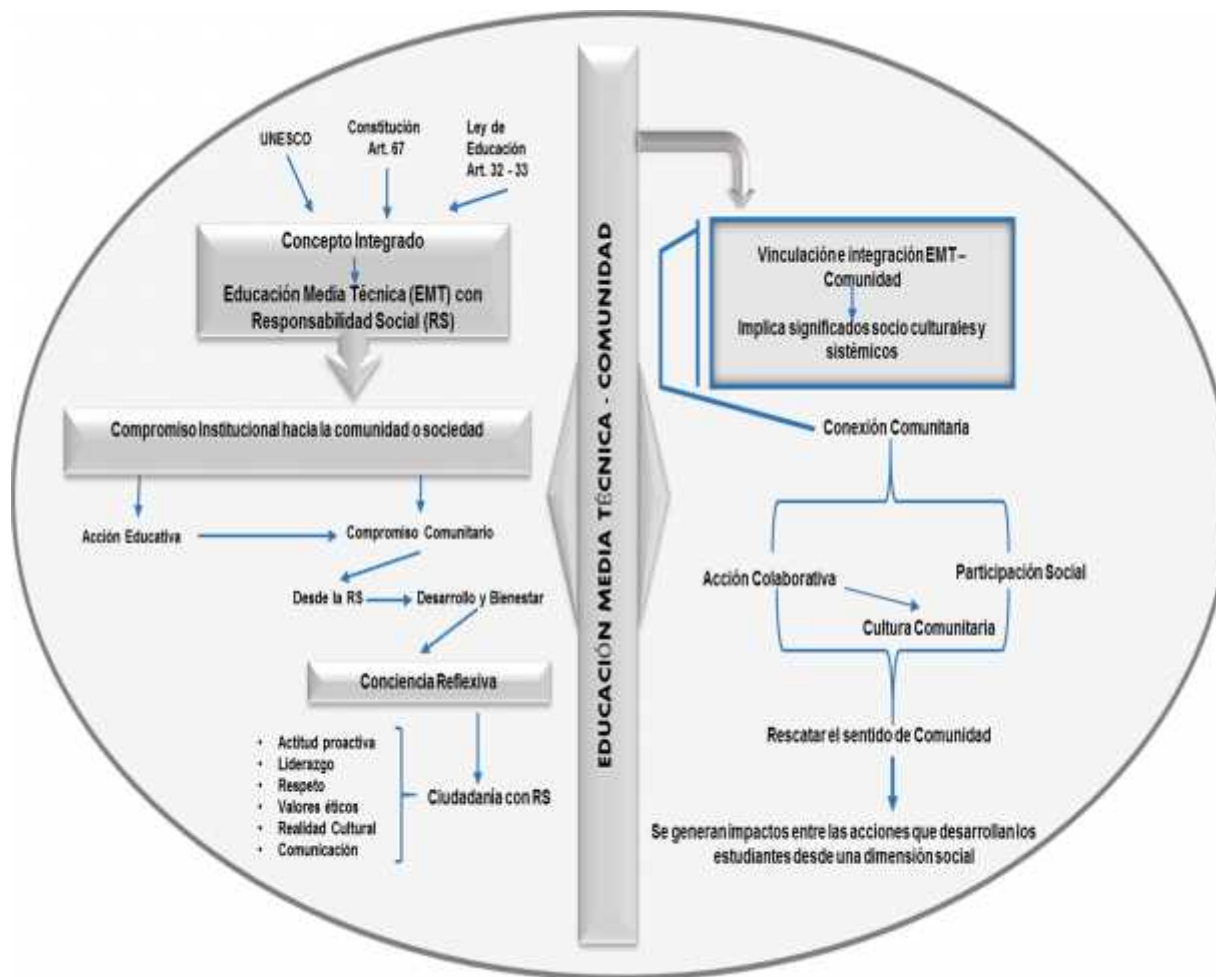 UNESCO
Constitución
Art. 67
Ley de
Educación
Art. 32 - 33
Concepto Integrado
Educación Media Técnica (EMT) con
Responsabilidad Social (RS)
Compromiso Institucional hacia la comunidad o sociedad
Acción Educativa
Compromiso Comunitario
Desde la RS
Desarrollo y Bienestar
Conciencia Reflexiva
• Actitud proactiva
• Liderazgo
• Respeto
• Valores éticos
• Realidad Cultural
• Comunicación
Ciudadanía con RS
EDUCACIÓN MEDIA TÉCNICA - COMUNIDAD
Vinculación e integración EMT –
Comunidad
Implica significados socio culturales y
sistémicos
Conexión Comunitaria
Acción Colaborativa
Participación Social
Cultura Comunitaria
Rescatar el sentido de Comunidad
Se generan impactos entre las acciones que desarrollan los
estudiantes desde una dimensión social